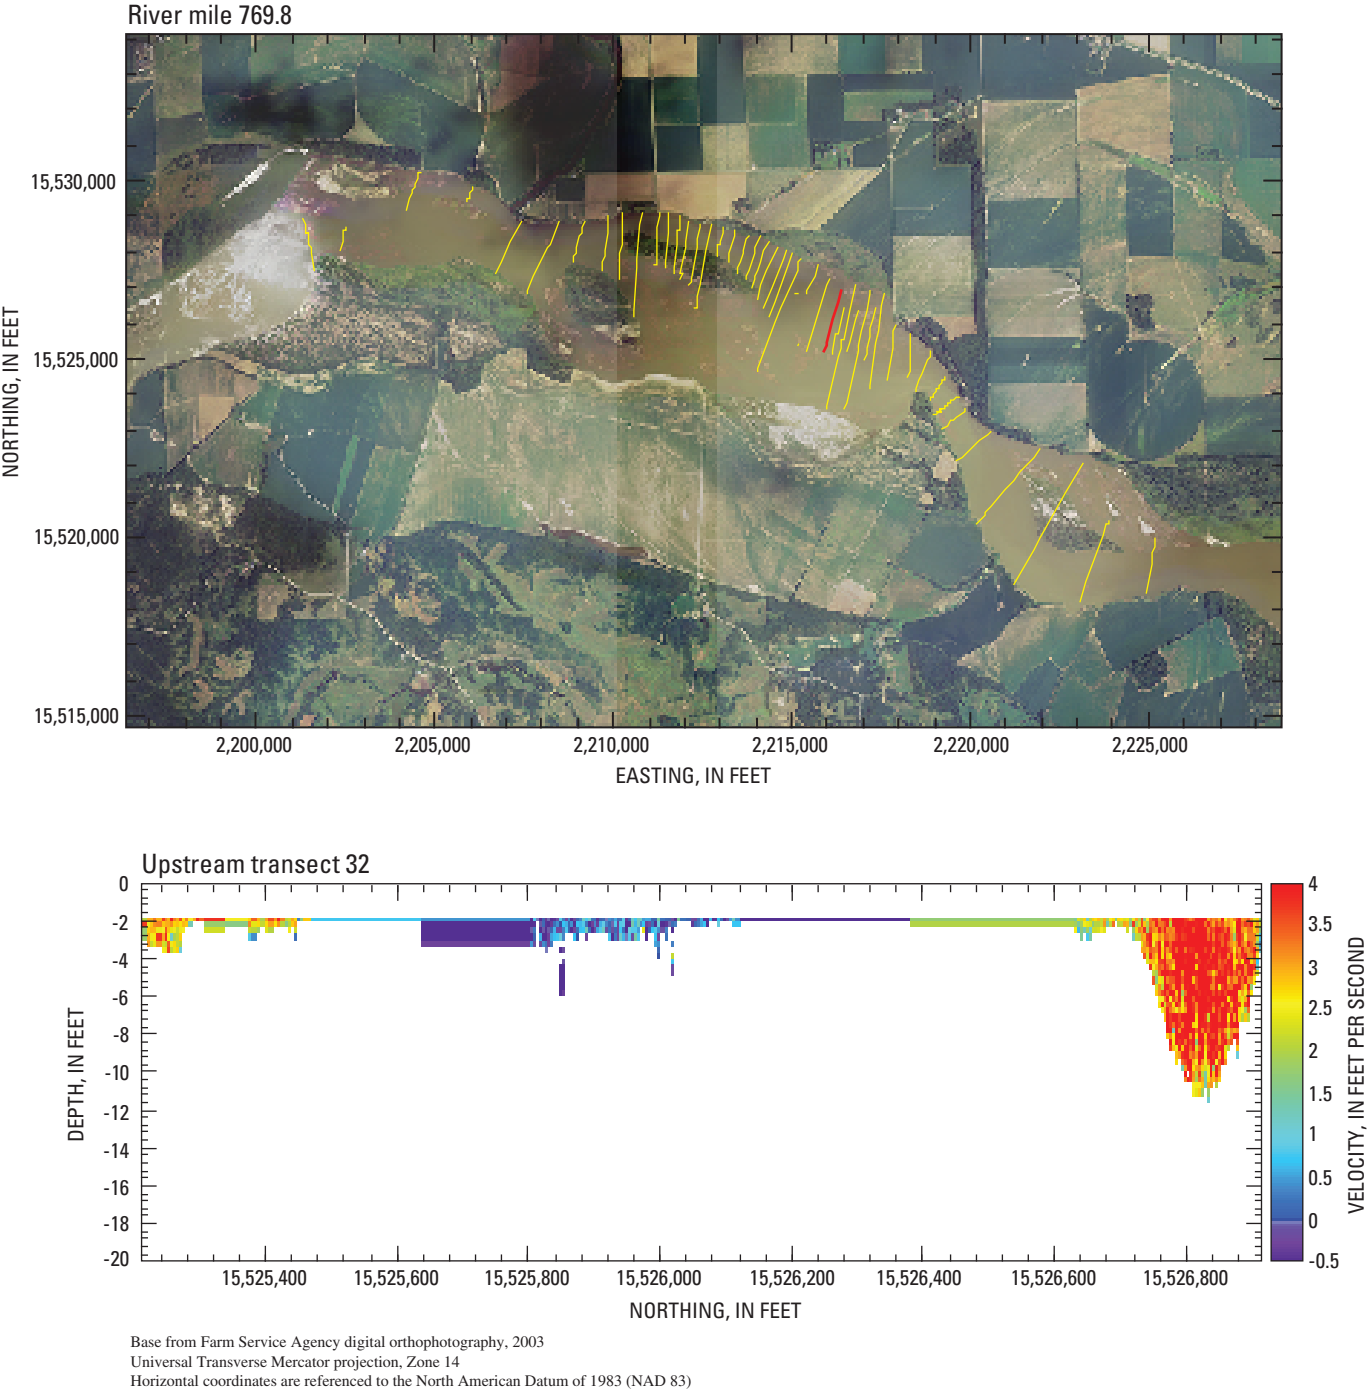 River mile 769.8
15,530,000
15,525,000
15,520,000
15,515,000
NORTHING, IN FEET
2,200,000 2,205,000 2,210,000 2,215,000 2,220,000 2,225,000
EASTING, IN FEET
Upstream transect 32
0
-2
-4
-6
-8
-10
-12
-14
-16
-18
-20
DEPTH, IN FEET
15,525,400 15,525,600 15,525,800 15,526,000 15,526,200 15,526,400 15,526,600 15,526,800
NORTHING, IN FEET
4
3.5
3
2.5
2
1.5
1
0.5
0
-0.5
VELOCITY, IN FEET PER SECOND
Base from Farm Service Agency digital orthophotography, 2003
Universal Transverse Mercator projection, Zone 14
Horizontal coordinates are referenced to the North American Datum of 1983 (NAD 83)